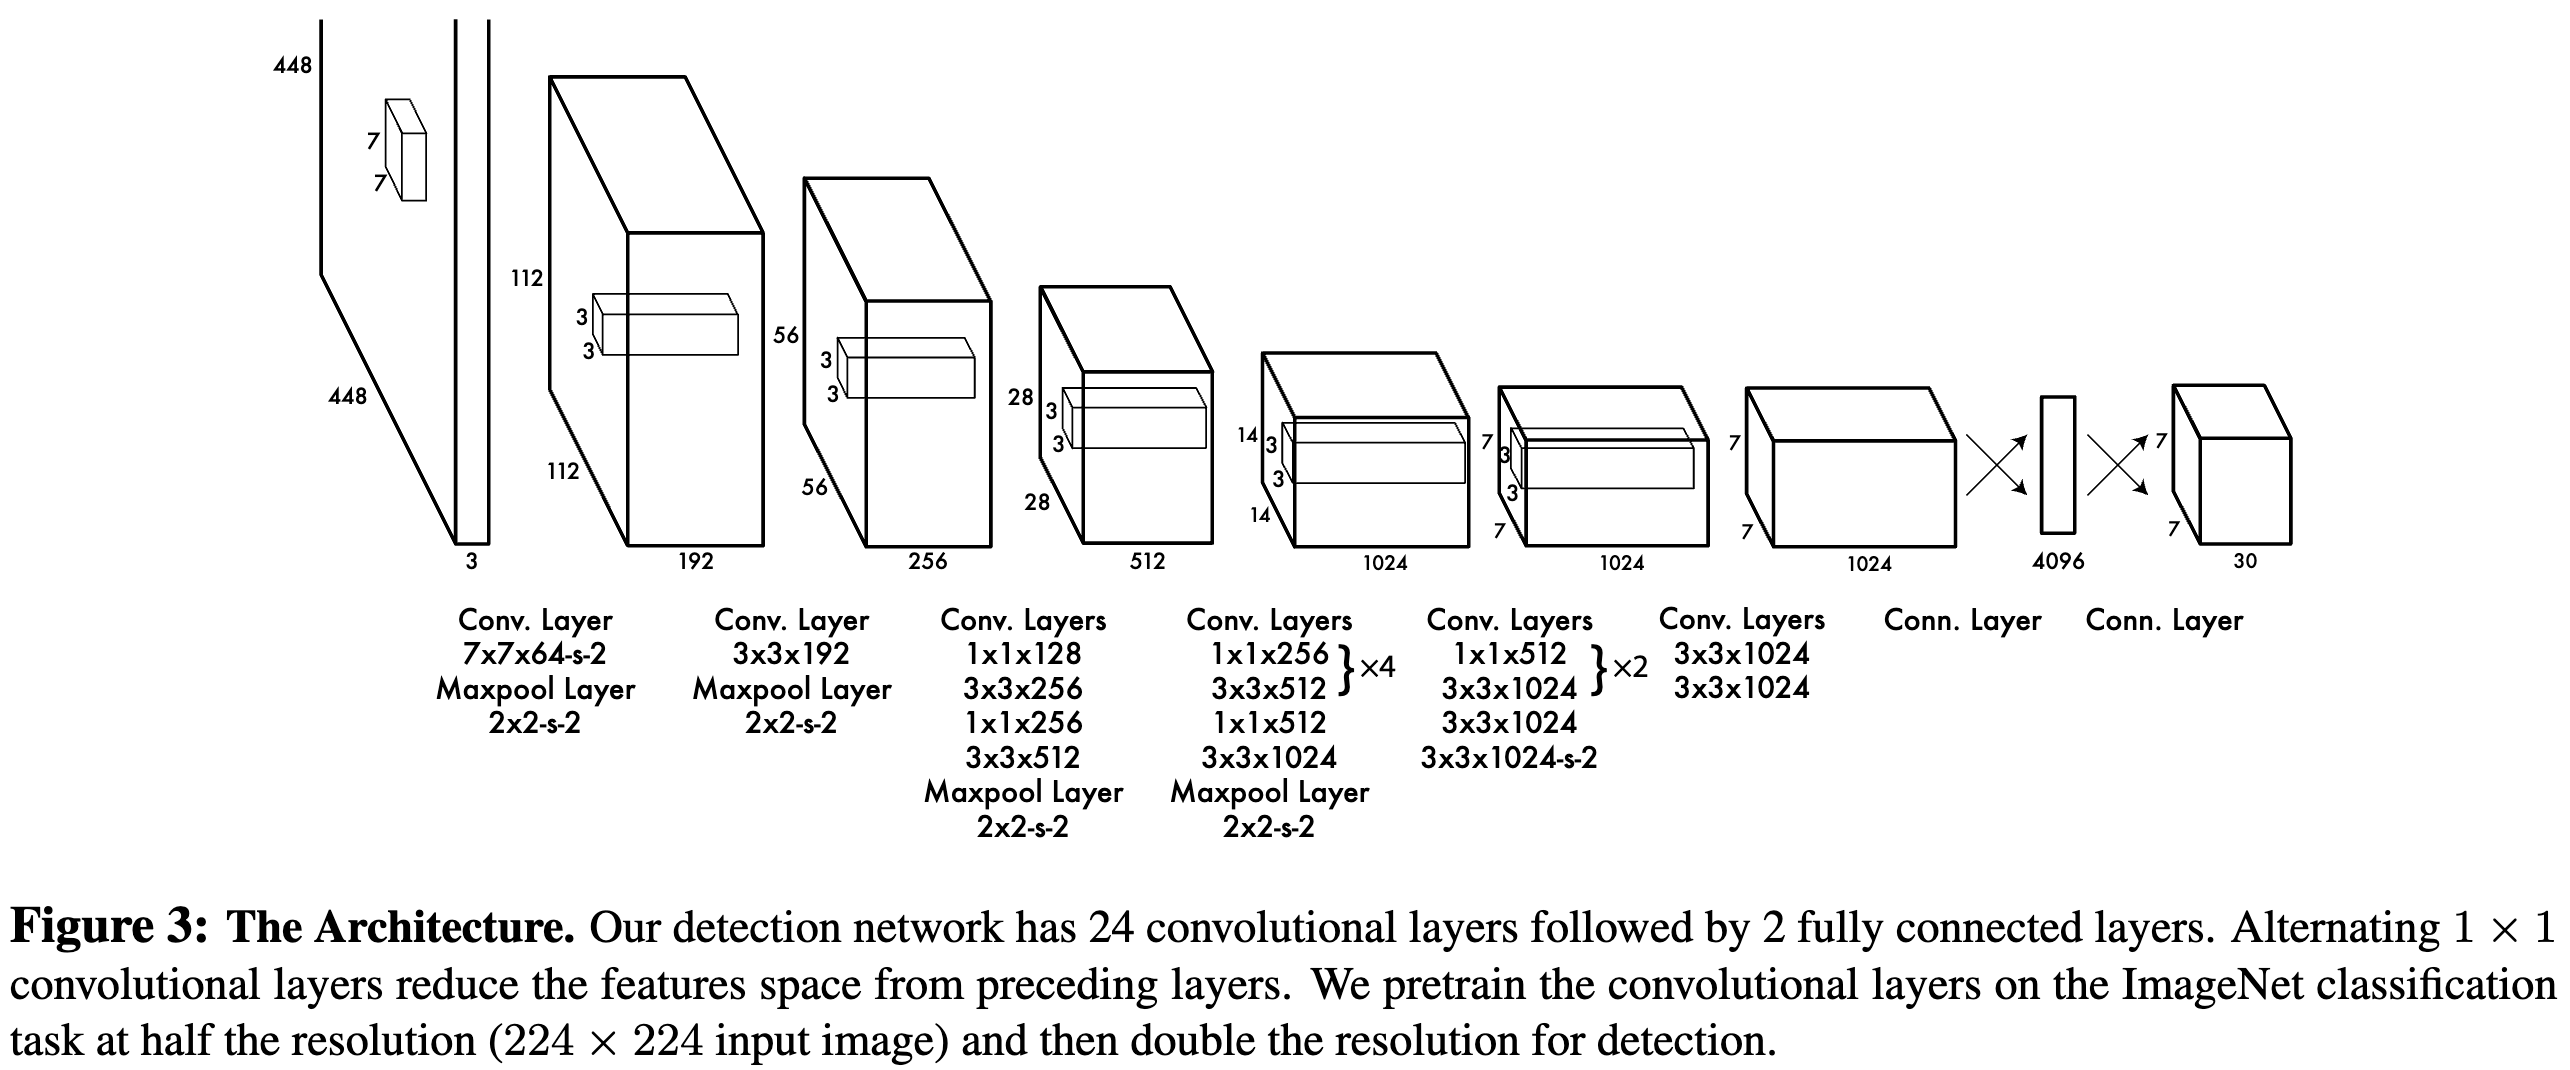 448
7
7
448
3
112
3
3
112
192
56
3
3
56
256
28
3
3
28
512
14
3
3
14
1024
7
3
3
7
1024
7
7
1024
4096
7
7
30
Conv. Layer
7x7x64-s-2
Maxpool Layer
2x2-s-2
Conv. Layer
3x3x192
Maxpool Layer
2x2-s-2
Conv. Layers
1x1x128
3x3x256
1x1x256
3x3x512
Maxpool Layer
2x2-s-2
Conv. Layers
1x1x256 } ×4
3x3x512
1x1x512
3x3x1024
Maxpool Layer
2x2-s-2
Conv. Layers
1x1x512 } ×2
3x3x1024
3x3x1024
3x3x1024-s-2
Conv. Layers
3x3x1024
3x3x1024
Conn. Layer
Conn. Layer
Figure 3: The Architecture. Our detection network has 24 convolutional layers followed by 2 fully connected layers. Alternating 1 × 1
convolutional layers reduce the features space from preceding layers. We pretrain the convolutional layers on the ImageNet classification
task at half the resolution (224 × 224 input image) and then double the resolution for detection.